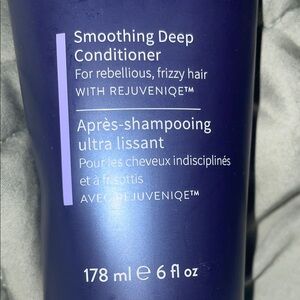 Smoothing Deep
Conditioner
For rebellious, frizzy hair
WITH REJUVENIQE™
Après-shampooing
ultra lissant
Pour les cheveux indisciplinés
et à frisottis
AVEC REJUVENIQE™
178 ml ℮ 6 fl oz